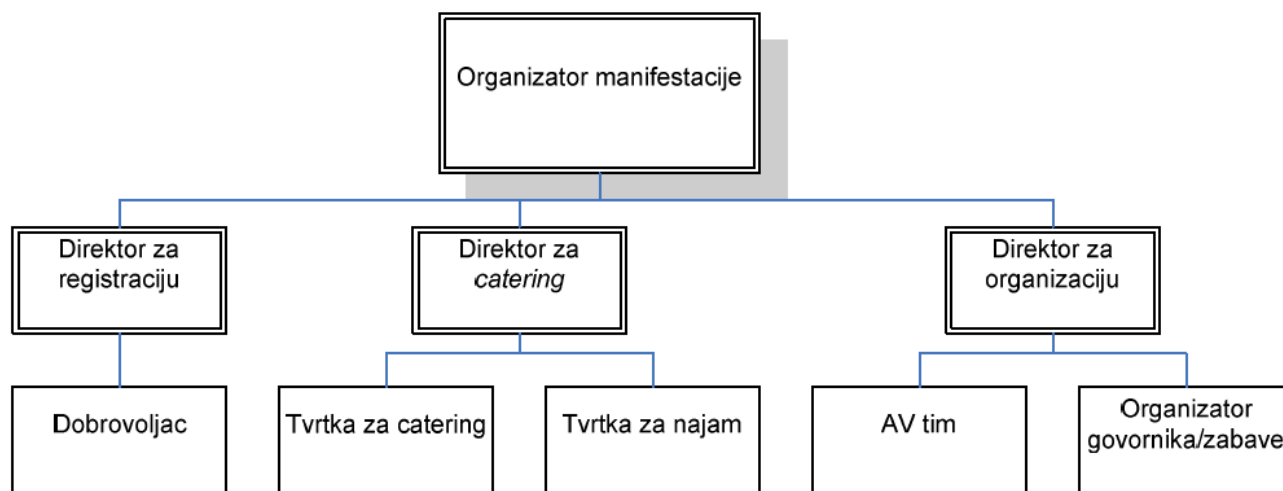 Organizator manifestacije
Direktor za
registraciju
Direktor za
catering
Direktor za
organizaciju
Dobrovoljac
Tvrtka za catering
Tvrtka za najam
AV tim
Organizator
govornika/zabave